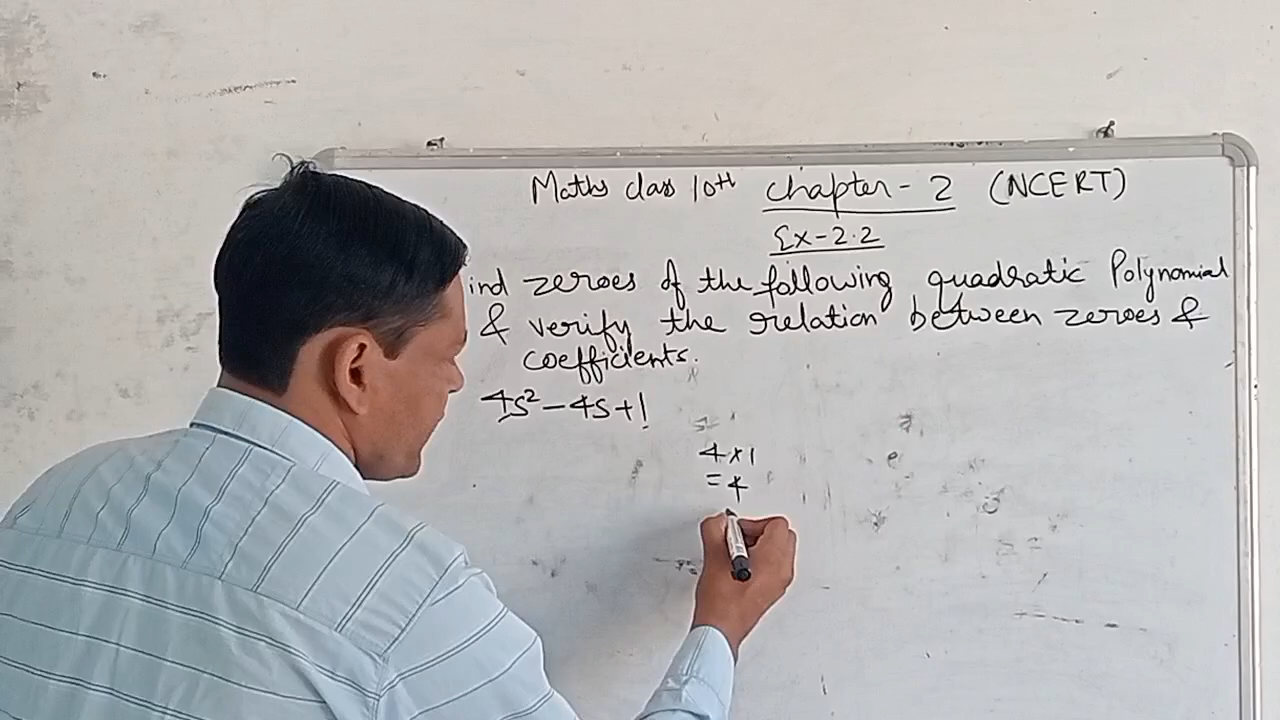 Maths class 10th Chapter - 2 (NCERT)
Ex-2.2
ind zeroes of the following quadratic Polynomial
& verify the relation between zeroes &
coefficients.
4s² - 4s + 1
4 × 1
= 4